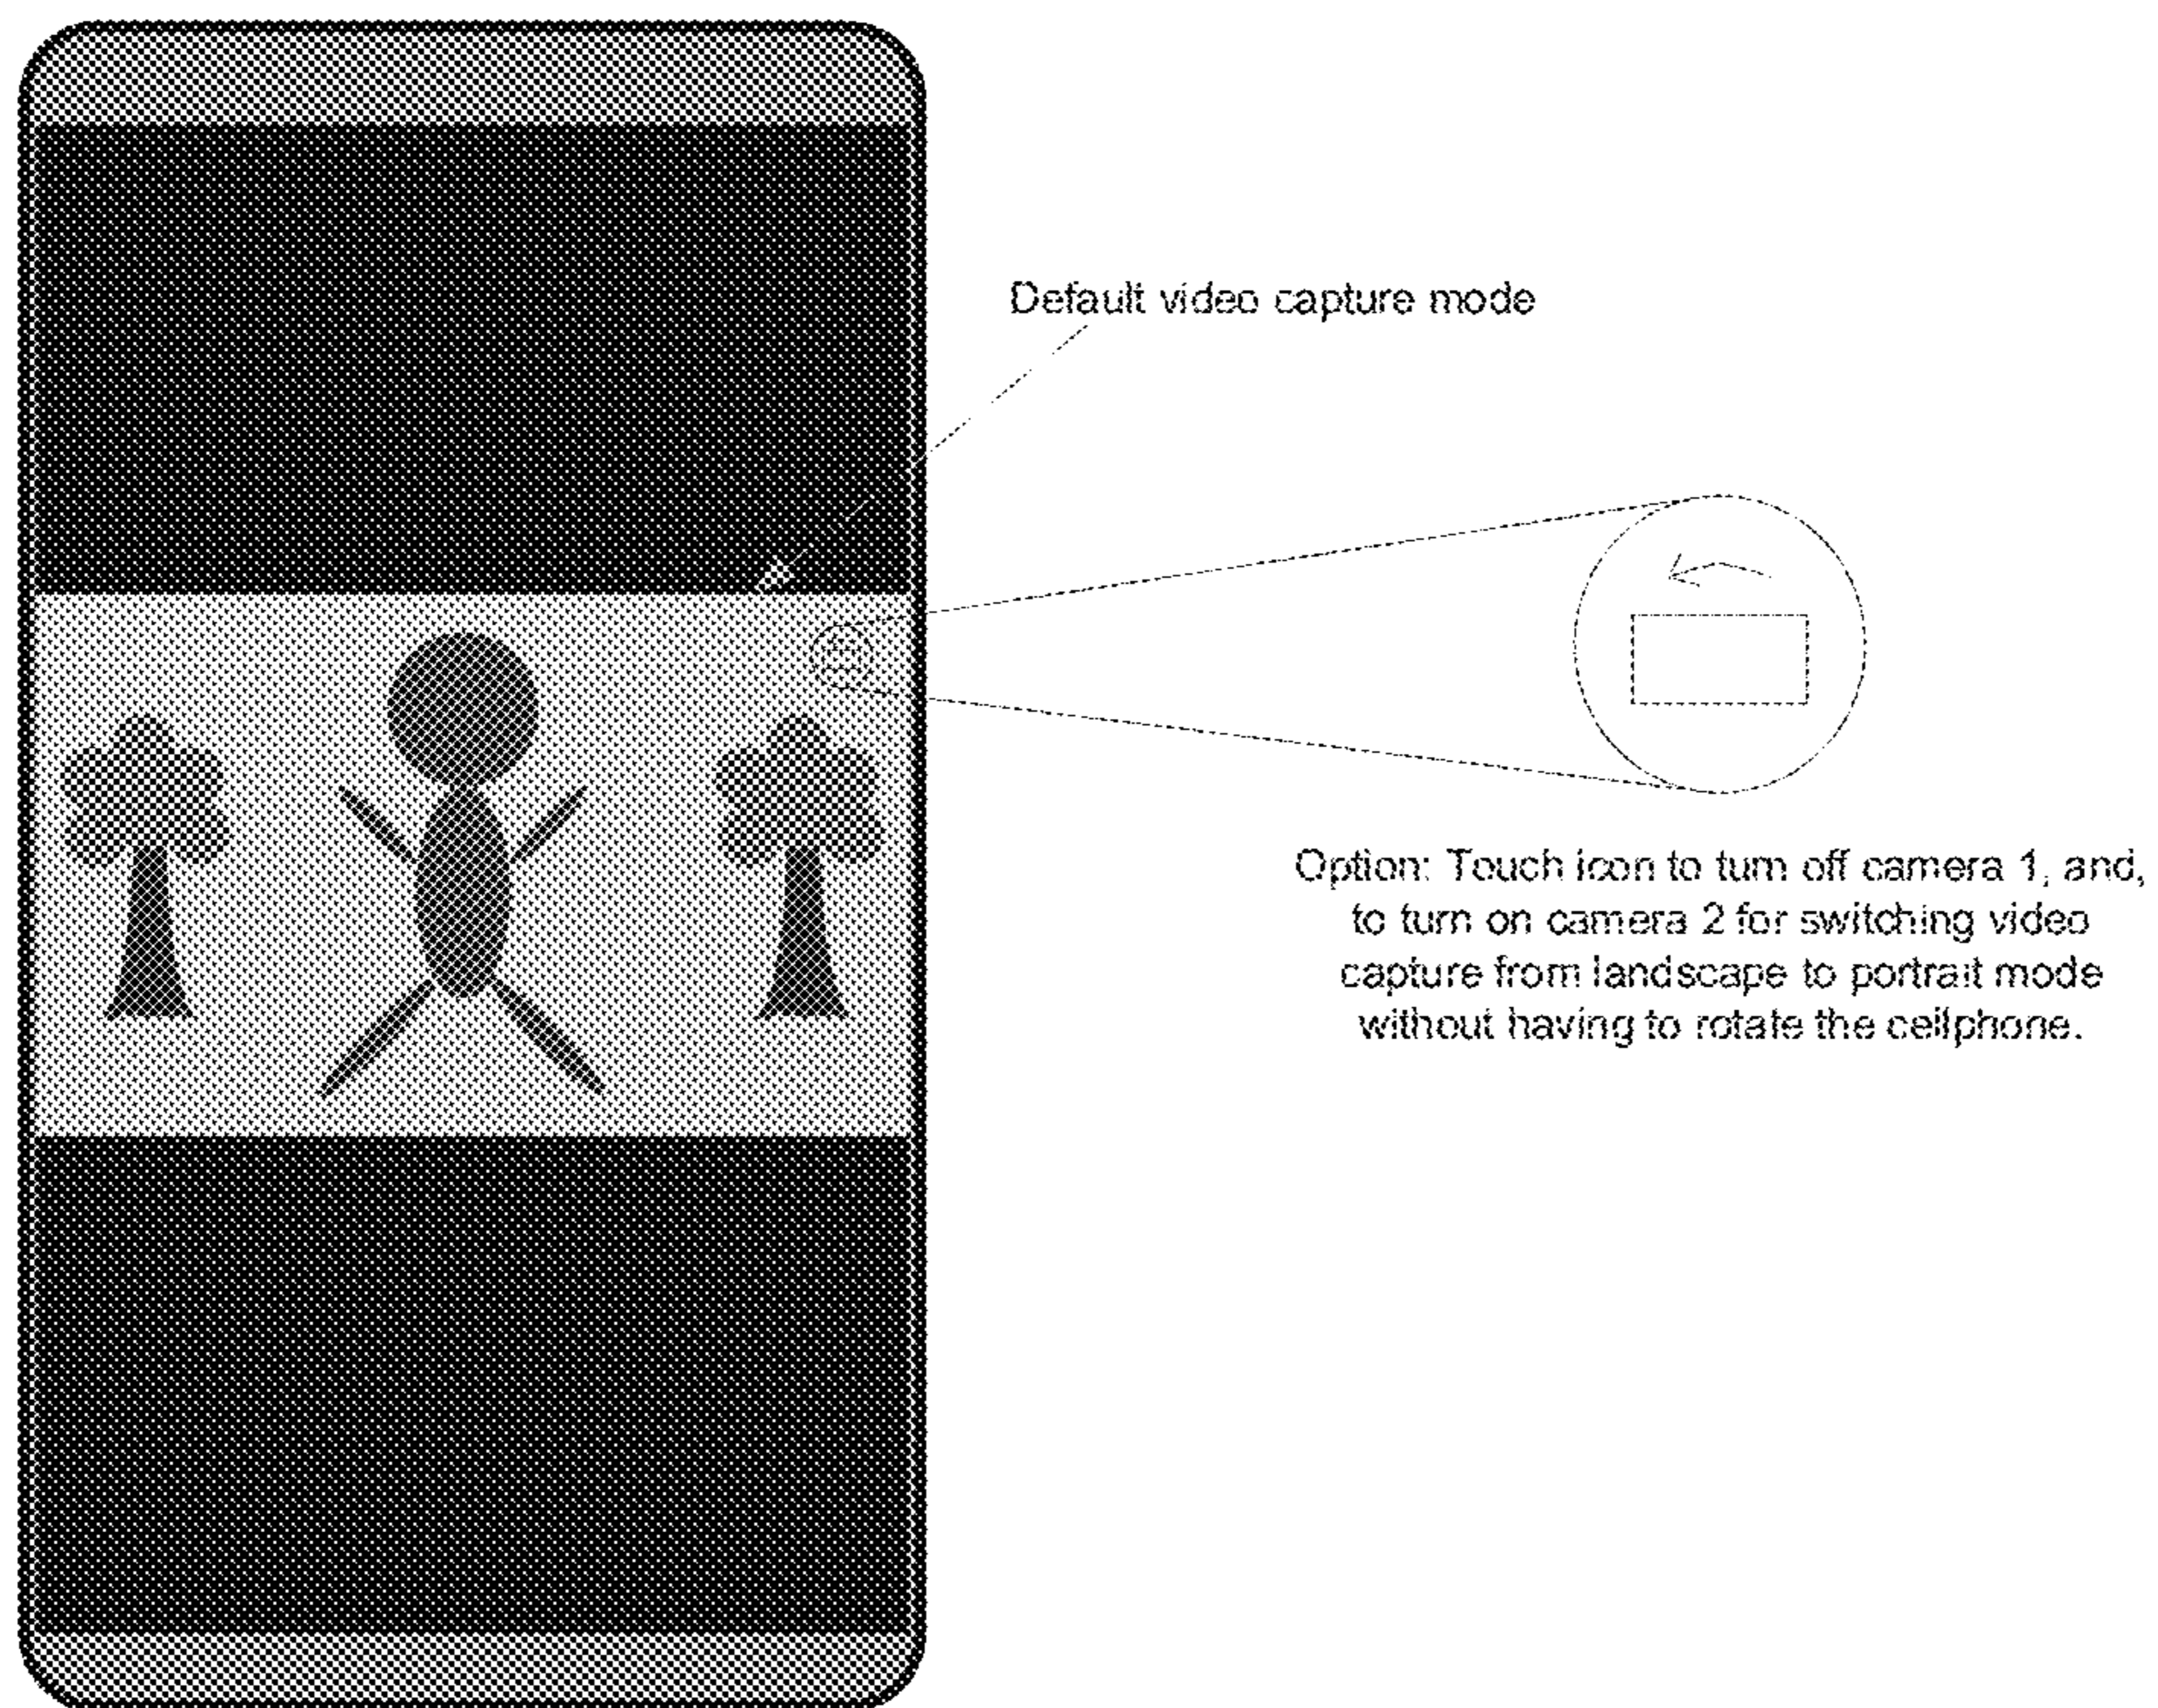 Default video capture mode
Option: Touch icon to turn off camera 1, and,
to turn on camera 2 for switching video
capture from landscape to portrait mode
without having to rotate the cellphone.